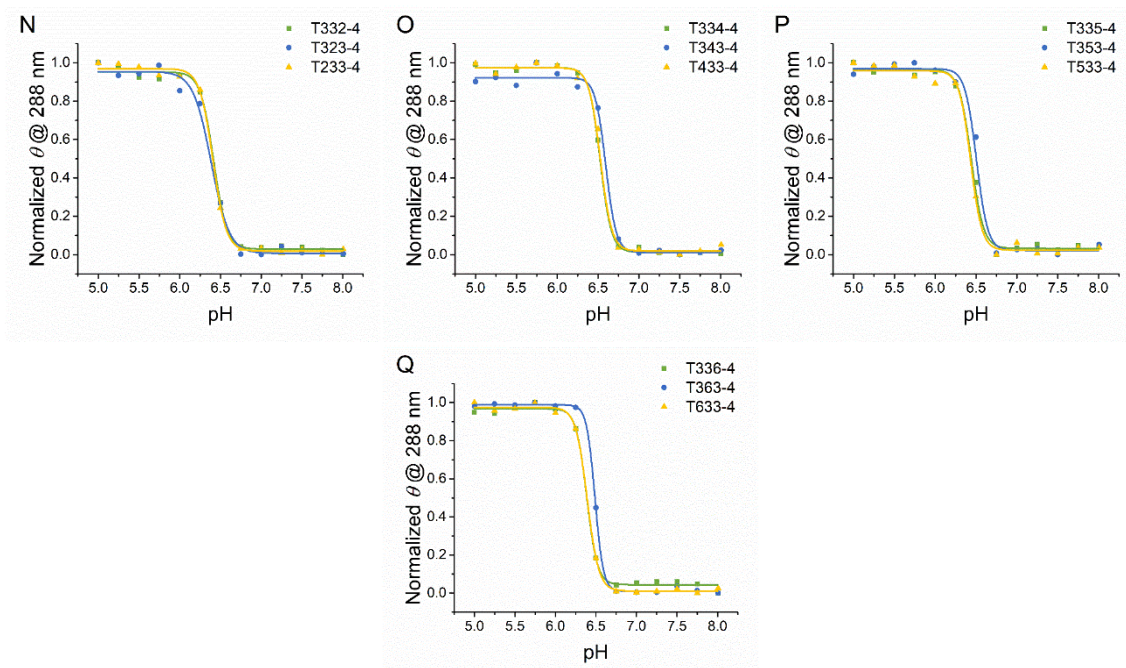 N
T332-4
T323-4
T233-4
Normalized θ @ 288 nm
1.0
0.8
0.6
0.4
0.2
0.0
5.0 5.5 6.0 6.5 7.0 7.5 8.0
pH
O
T334-4
T343-4
T433-4
Normalized θ @ 288 nm
1.0
0.8
0.6
0.4
0.2
0.0
5.0 5.5 6.0 6.5 7.0 7.5 8.0
pH
P
T335-4
T353-4
T533-4
Normalized θ @ 288 nm
1.0
0.8
0.6
0.4
0.2
0.0
5.0 5.5 6.0 6.5 7.0 7.5 8.0
pH
Q
T336-4
T363-4
T633-4
Normalized θ @ 288 nm
1.0
0.8
0.6
0.4
0.2
0.0
5.0 5.5 6.0 6.5 7.0 7.5 8.0
pH